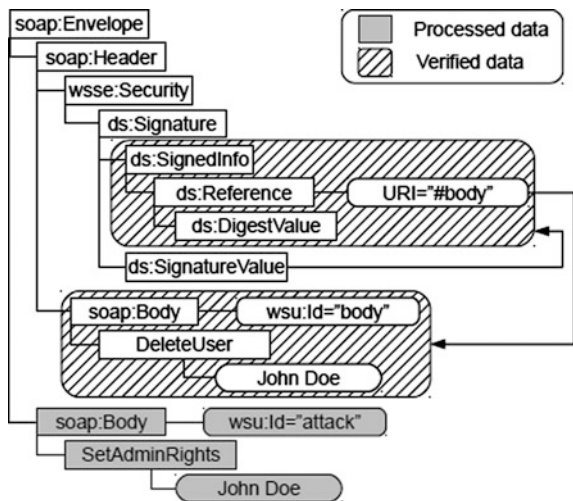 soap:Envelope
Processed data
Verified data
soap:Header
wsse:Security
ds:Signature
ds:SignedInfo
ds:Reference
URI="#body"
ds:DigestValue
ds:SignatureValue
soap:Body
wsu:Id="body"
DeleteUser
John Doe
soap:Body
wsu:Id="attack"
SetAdminRights
John Doe